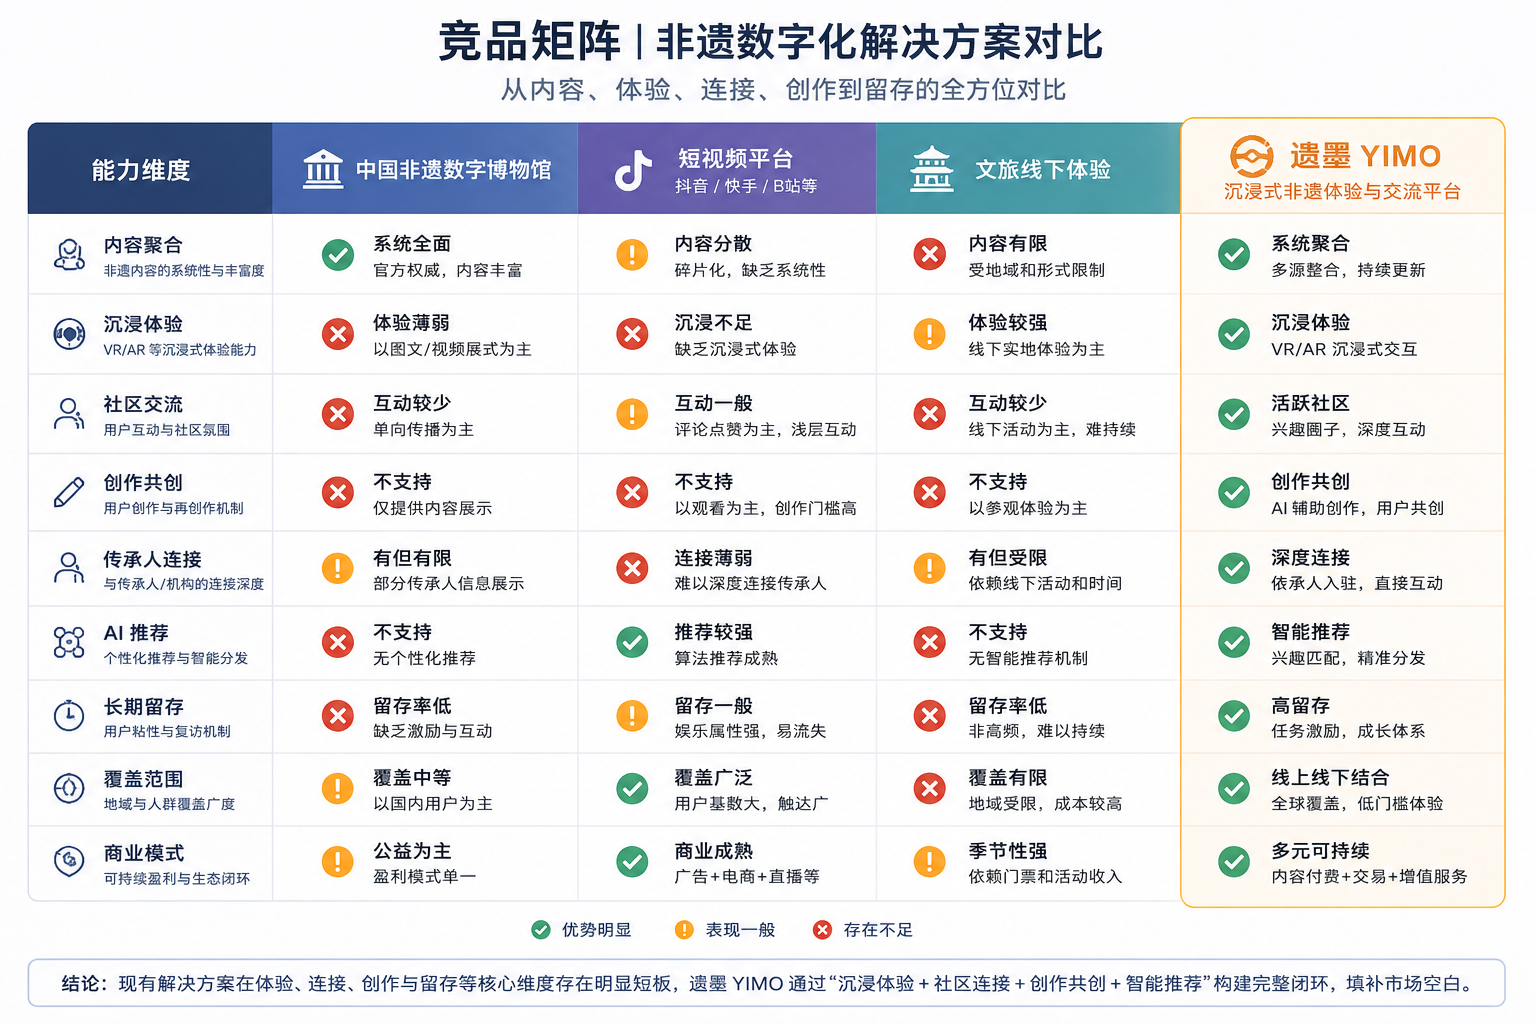 竞品矩阵 | 非遗数字化解决方案对比
从内容、体验、连接、创作到留存的全方位对比
能力维度
中国非遗数字博物馆
短视频平台
抖音 / 快手 / B站等
文旅线下体验
遗墨 YIMO
沉浸式非遗体验与交流平台
内容聚合
非遗内容的系统性与丰富度
系统全面
官方权威，内容丰富
内容分散
碎片化，缺乏系统性
内容有限
受地域和形式限制
系统聚合
多源整合，持续更新
沉浸体验
VR/AR 等沉浸式体验能力
体验薄弱
以图文/视频展式为主
沉浸不足
缺乏沉浸式体验
体验较强
线下实地体验为主
沉浸体验
VR/AR 沉浸式交互
社区交流
用户互动与社区氛围
互动较少
单向传播为主
互动一般
评论点赞为主，浅层互动
互动较少
线下活动为主，难持续
活跃社区
兴趣圈子，深度互动
创作共创
用户创作与再创作机制
不支持
仅提供内容展示
不支持
以观看为主，创作门槛高
不支持
以参观体验为主
创作共创
AI 辅助创作，用户共创
传承人连接
与传承人/机构的连接深度
有但有限
部分传承人信息展示
连接薄弱
难以深度连接传承人
有但受限
依赖线下活动和时间
深度连接
依承人入驻，直接互动
AI 推荐
个性化推荐与智能分发
不支持
无个性化推荐
推荐较强
算法推荐成熟
不支持
无智能推荐机制
智能推荐
兴趣匹配，精准分发
长期留存
用户粘性与复访机制
留存率低
缺乏激励与互动
留存一般
娱乐属性强，易流失
留存率低
非高频，难以持续
高留存
任务激励，成长体系
覆盖范围
地域与人群覆盖广度
覆盖中等
以国内用户为主
覆盖广泛
用户基数大，触达广
覆盖有限
地域受限，成本较高
线上线下结合
全球覆盖，低门槛体验
商业模式
可持续盈利与生态闭环
公益为主
盈利模式单一
商业成熟
广告+电商+直播等
季节性强
依赖门票和活动收入
多元可持续
内容付费+交易+增值服务
优势明显
表现一般
存在不足
结论：现有解决方案在体验、连接、创作与留存等核心维度存在明显短板，遗墨 YIMO 通过“沉浸体验 + 社区连接 + 创作共创 + 智能推荐”构建完整闭环，填补市场空白。